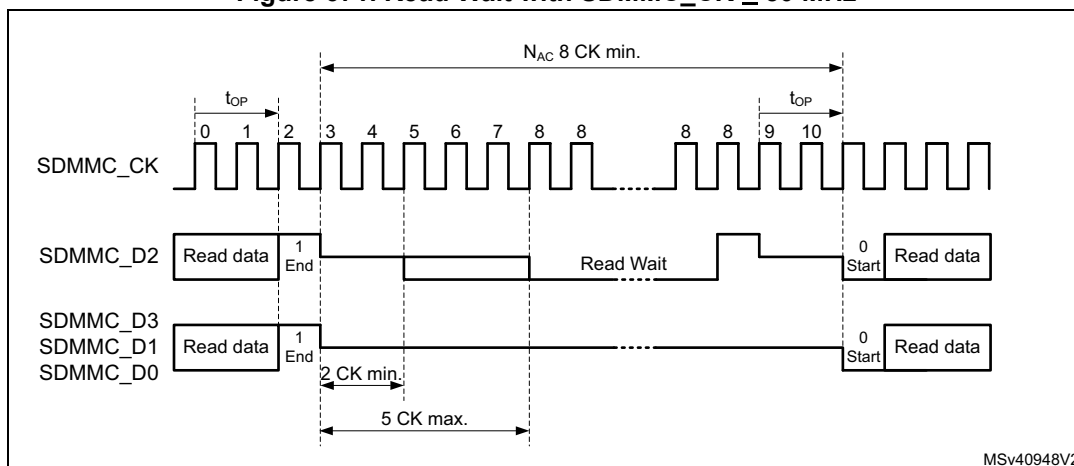 Figure Read Wait with SDMMC_CK MHz
N_AC 8 CK min.
t_OP t_OP
0 1 2 3 4 5 6 7 8 8 8 8 9 10
SDMMC_CK
SDMMC_D2 Read data 1 End Read Wait 0 Start Read data
SDMMC_D3
SDMMC_D1 Read data 1 End 0 Start Read data
SDMMC_D0
2 CK min.
5 CK max.
MSv40948V2